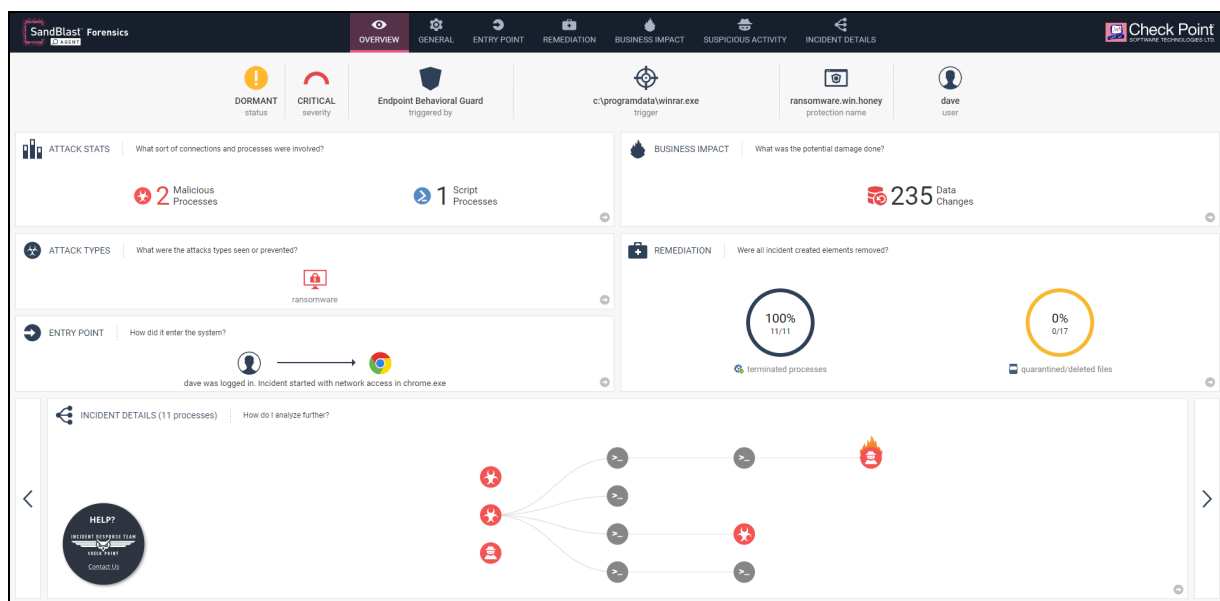 SandBlast Forensics
AGENT
OVERVIEW
GENERAL
ENTRY POINT
REMEDIATION
BUSINESS IMPACT
SUSPICIOUS ACTIVITY
INCIDENT DETAILS
Check Point
SOFTWARE TECHNOLOGIES LTD.
DORMANT
status
CRITICAL
severity
Endpoint Behavioral Guard
triggered by
c:\programdata\winrar.exe
trigger
ransomware.win.honey
protection name
dave
user
ATTACK STATS What sort of connections and processes were involved?
2 Malicious
Processes
1 Script
Processes
BUSINESS IMPACT What was the potential damage done?
235 Data
Changes
ATTACK TYPES What were the attacks types seen or prevented?
ransomware
REMEDIATION Were all incident created elements removed?
100%
11/11
terminated processes
0%
0/17
quarantined/deleted files
ENTRY POINT How did it enter the system?
dave was logged in. Incident started with network access in chrome.exe
INCIDENT DETAILS (11 processes) How do I analyze further?
>_ >_
>_
>_
>_ >_
HELP?
INCIDENT RESPONSE TEAM
CHECK POINT
Contact Us